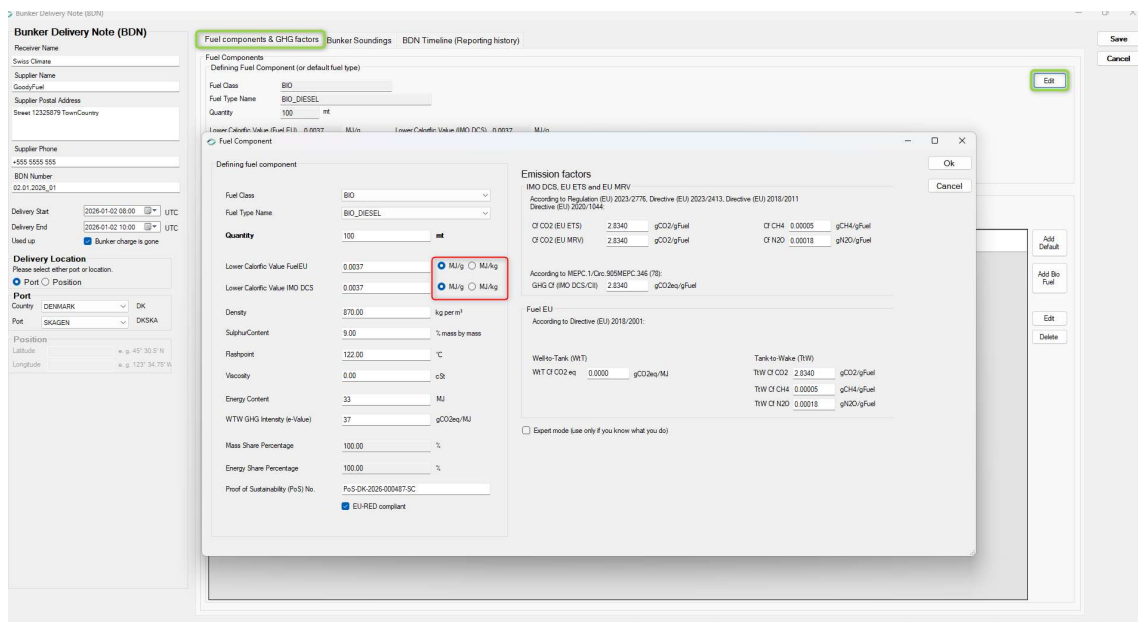 Bunker Delivery Note (BDN)
Bunker Delivery Note (BDN)
Receiver Name
Swiss Climate
Supplier Name
GoodyFuel
Supplier Postal Address
Street 12325879 TownCountry
Supplier Phone
+555 5555 555
BDN Number
02.01.2026_01
Delivery Start 2026-01-02 08:00 UTC
Delivery End 2026-01-02 10:00 UTC
Used up Bunker charge is gone
Delivery Location
Please select either port or location.
Port Position
Port
Country DENMARK DK
Port SKAGEN DKSKA
Position
Latitude e. g. 45° 30.5' N
Longitude e. g. 123° 34.79' W
Fuel components & GHG factors Bunker Soundings BDN Timeline (Reporting history)
Fuel Components
Defining Fuel Component (or default fuel type)
Fuel Class BIO
Fuel Type Name BIO_DIESEL
Quantity 100 mt
Lower Calorific Value (Fuel EU) 0.0037 MJ/g Lower Calorific Value (IMO DCS) 0.0037 MJ/g
Edit
Save
Cancel
Fuel Component
Defining fuel component
Fuel Class BIO
Fuel Type Name BIO_DIESEL
Quantity 100 mt
Lower Calorific Value FuelEU 0.0037 MJ/g MJ/kg
Lower Calorific Value IMO DCS 0.0037 MJ/g MJ/kg
Density 870.00 kg per m³
SulphurContent 9.00 % mass by mass
Flashpoint 122.00 °C
Viscosity 0.00 cSt
Energy Content 33 MJ
WTW GHG Intensity (e-Value) 37 gCO2eq/MJ
Mass Share Percentage 100.00 %
Energy Share Percentage 100.00 %
Proof of Sustainability (PoS) No. PoS-DK-2026-000487-SC
EU-RED compliant
Emission factors
IMO DCS, EU ETS and EU MRV
According to Regulation (EU) 2023/2776, Directive (EU) 2023/2413, Directive (EU) 2018/2011
Directive (EU) 2020/1044:
Cf CO2 (EU ETS) 2.8340 gCO2/gFuel Cf CH4 0.00005 gCH4/gFuel
Cf CO2 (EU MRV) 2.8340 gCO2/gFuel Cf N2O 0.00018 gN2O/gFuel
According to MEPC.1/Circ.905MEPC.346 (78):
GHG Cf (IMO DCS/CII) 2.8340 gCO2eq/gFuel
Fuel EU
According to Directive (EU) 2018/2001:
Well-to-Tank (WtT) Tank-to-Wake (TtW)
WtT Cf CO2 eq 0.0000 gCO2eq/MJ TtW Cf CO2 2.8340 gCO2/gFuel
TtW Cf CH4 0.00005 gCH4/gFuel
TtW Cf N2O 0.00018 gN2O/gFuel
Expert mode (use only if you know what you do)
Ok
Cancel
Add
Default
Add Bio
Fuel
Edit
Delete